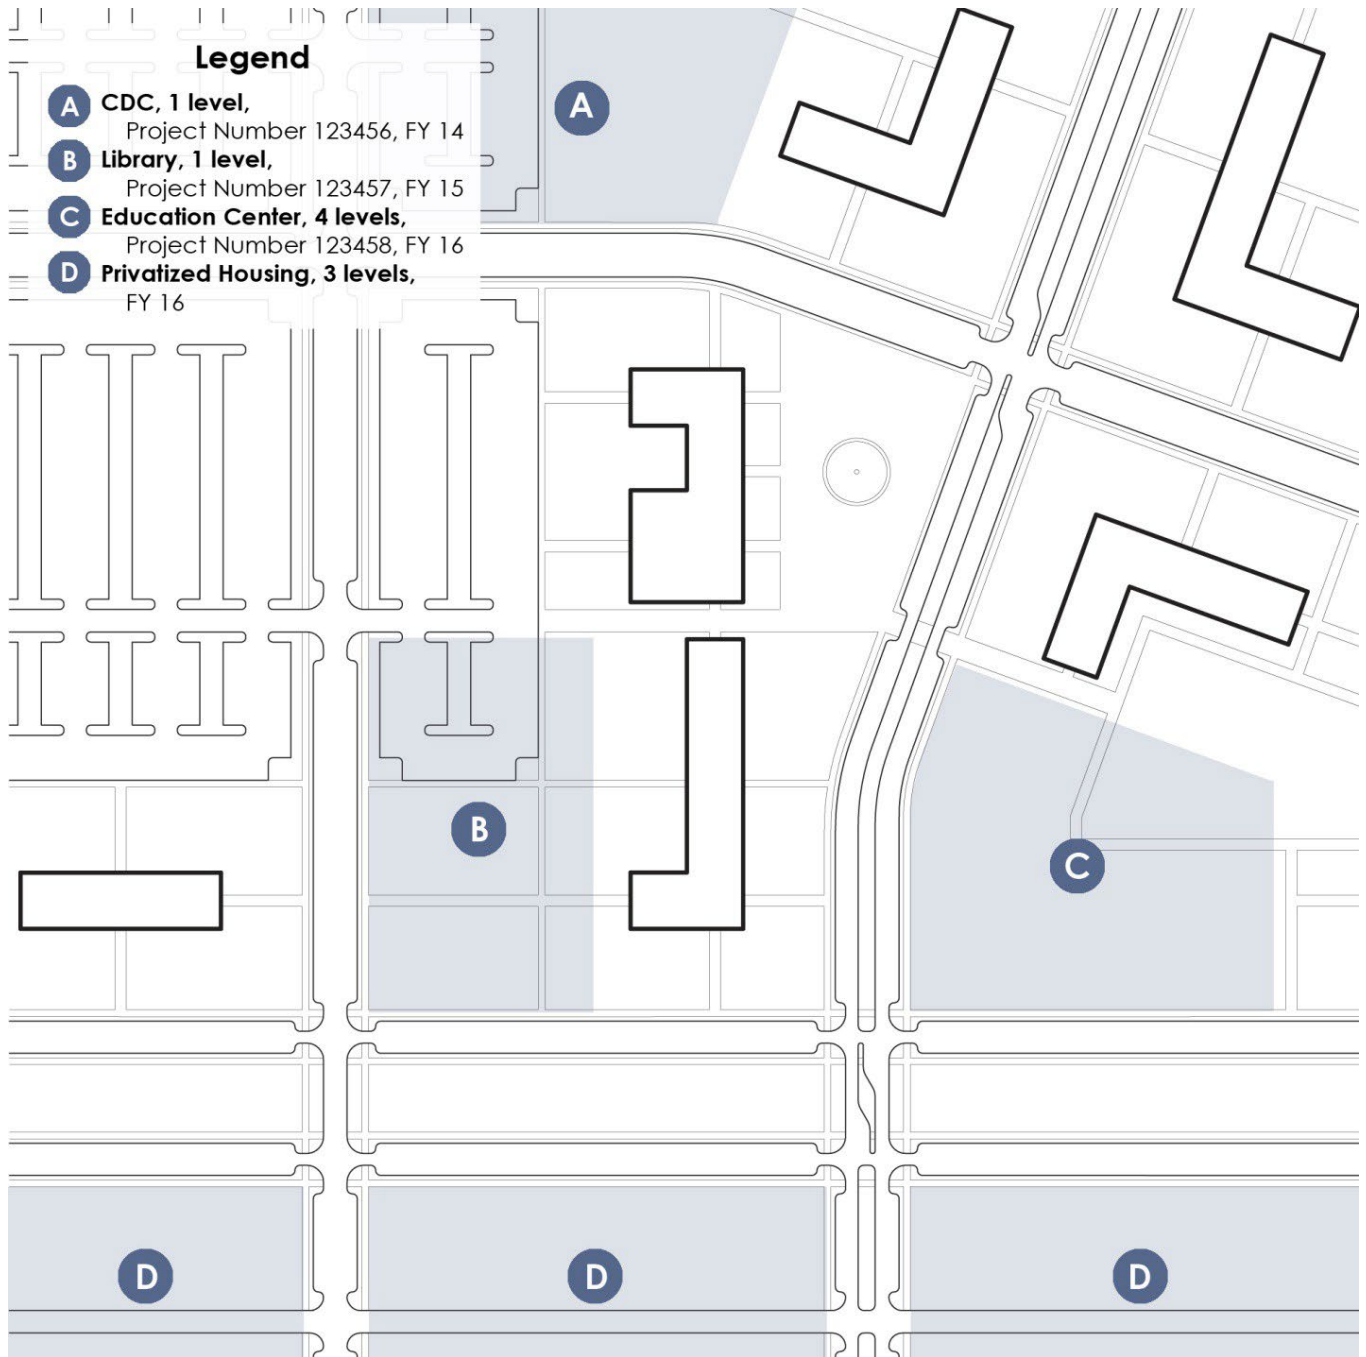 Legend
A CDC, 1 level,
Project Number 123456, FY 14
B Library, 1 level,
Project Number 123457, FY 15
C Education Center, 4 levels,
Project Number 123458, FY 16
D Privatized Housing, 3 levels,
FY 16
A
B
C
D
D
D